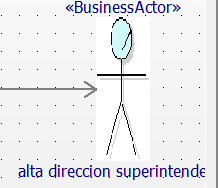 «BusinessActor»
alta direccion superintende